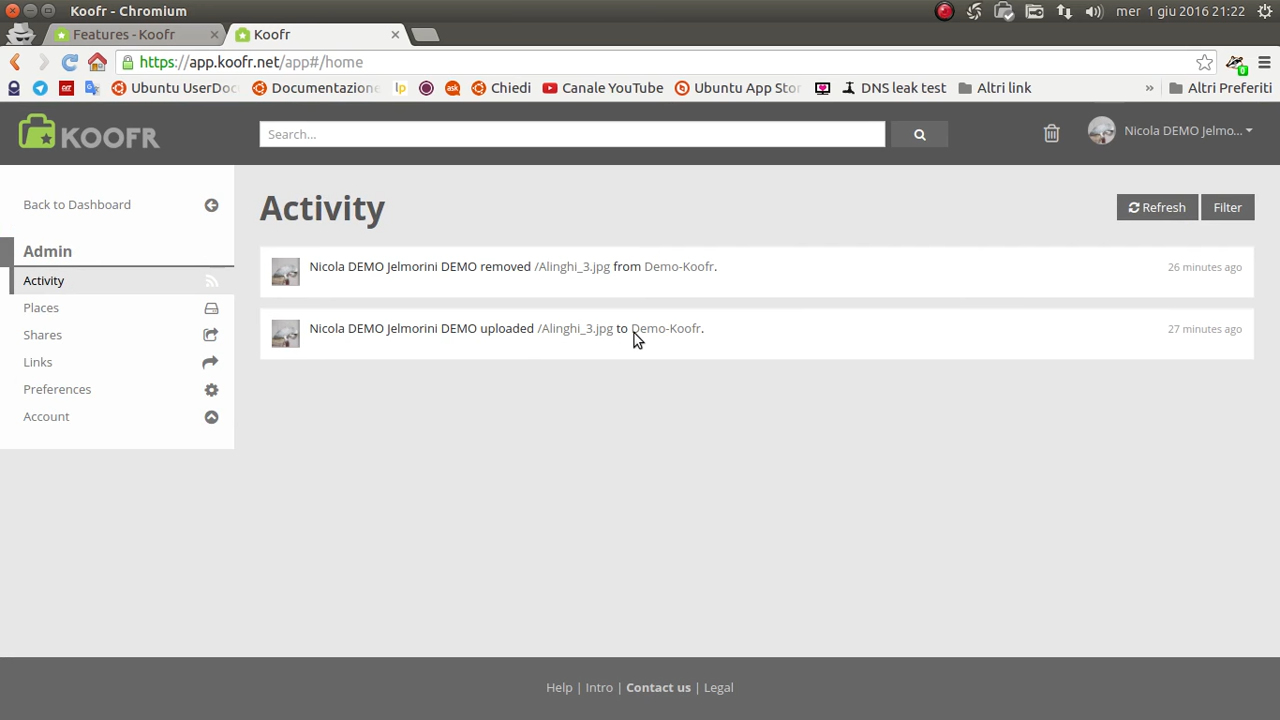 Koofr - Chromium
mer 1 giu 2016 21:22
Features - Koofr
Koofr
https://app.koofr.net/app#/home
Ubuntu UserDoc
Documentazione
lp
ask
Chiedi
Canale YouTube
Ubuntu App Stor
DNS leak test
Altri link
»
Altri Preferiti
KOOFR
Search...
Nicola DEMO Jelmo...
Back to Dashboard
Admin
Activity
Places
Shares
Links
Preferences
Account
Activity
Refresh
Filter
Nicola DEMO Jelmorini DEMO removed /Alinghi_3.jpg from Demo-Koofr.
26 minutes ago
Nicola DEMO Jelmorini DEMO uploaded /Alinghi_3.jpg to Demo-Koofr.
27 minutes ago
Help | Intro | Contact us | Legal